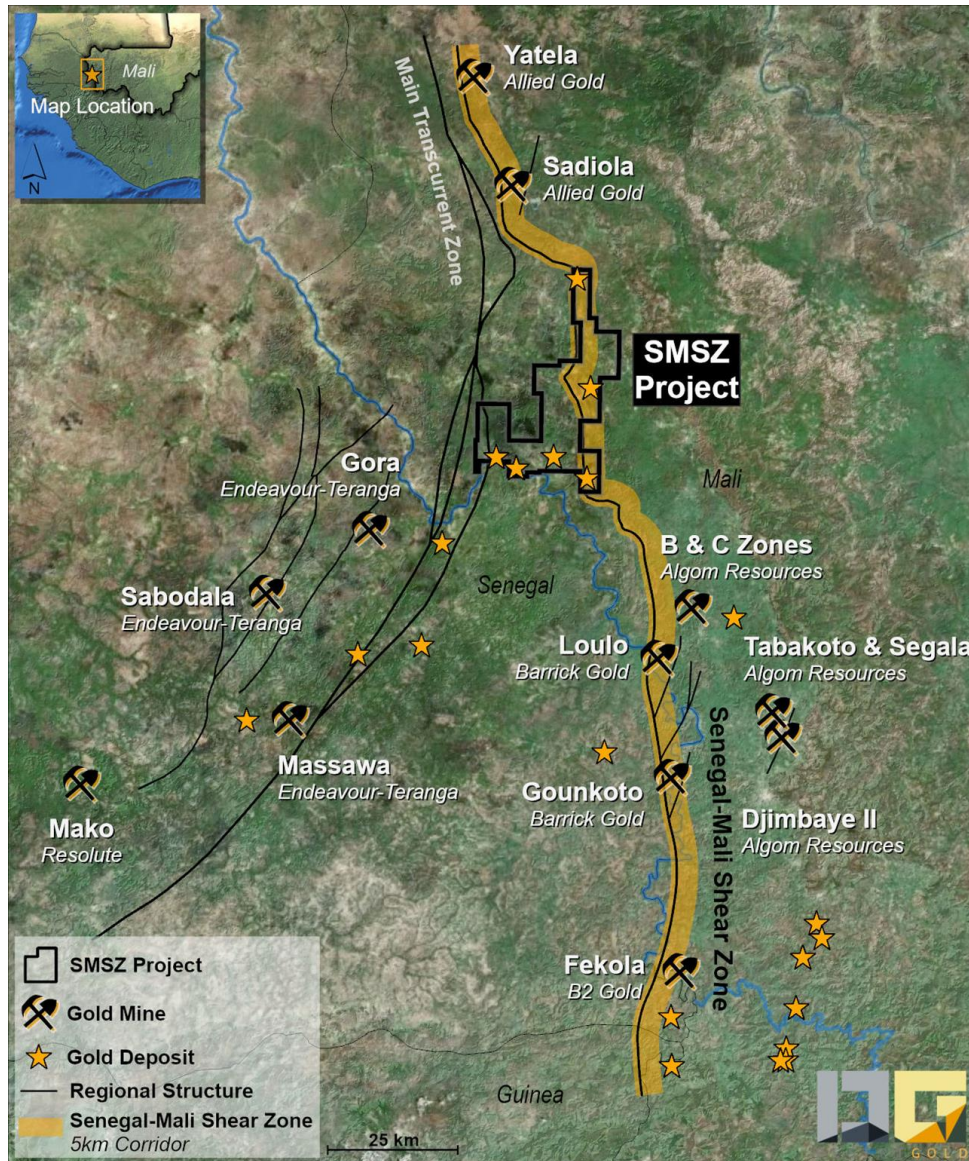 Mali
Map Location
N
Main Transcurrent Zone
Yatela
Allied Gold
Sadiola
Allied Gold
SMSZ
Project
Mali
Gora
Endeavour-Teranga
Senegal
B & C Zones
Algom Resources
Sabodala
Endeavour-Teranga
Loulo
Barrick Gold
Tabakoto & Segala
Algom Resources
Senegal-Mali Shear Zone
Massawa
Endeavour-Teranga
Gounkoto
Barrick Gold
Mako
Resolute
Djimbaye II
Algom Resources
Fekola
B2 Gold
Guinea
SMSZ Project
Gold Mine
Gold Deposit
Regional Structure
Senegal-Mali Shear Zone
5km Corridor
25 km
DG
GOLD